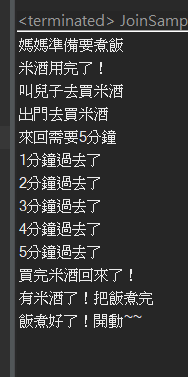 <terminated> JoinSamp
媽媽準備要煮飯
米酒用完了！
叫兒子去買米酒
出門去買米酒
來回需要5分鐘
1分鐘過去了
2分鐘過去了
3分鐘過去了
4分鐘過去了
5分鐘過去了
買完米酒回來了！
有米酒了！把飯煮完
飯煮好了！開動~~